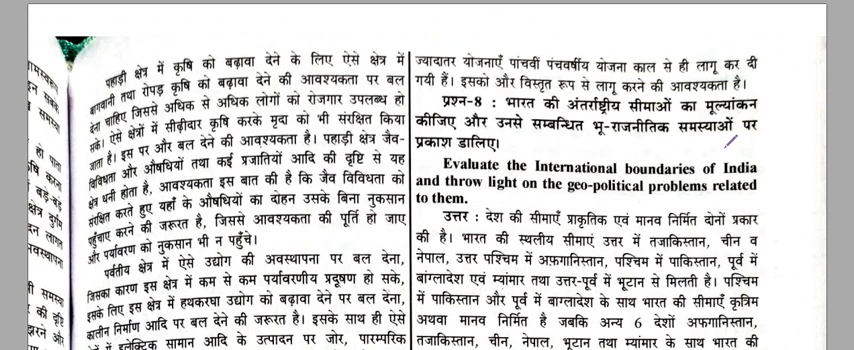 पहाड़ी क्षेत्र में कृषि को बढ़ावा देने के लिए ऐसे क्षेत्र में
बागवानी तथा रोपड़ कृषि को बढ़ावा देने की आवश्यकता पर बल
देना चाहिए जिससे अधिक से अधिक लोगों को रोजगार उपलब्ध हो
सके। ऐसे क्षेत्रों में सीढ़ीदार कृषि करके मृदा को भी संरक्षित किया
जाता है। इस पर और बल देने की आवश्यकता है। पहाड़ी क्षेत्र जैव-
विविधता और औषधियों तथा कई प्रजातियों आदि की दृष्टि से यह
क्षेत्र धनी होता है, आवश्यकता इस बात की है कि जैव विविधता को
संरक्षित करते हुए यहाँ के औषधियों का दोहन उसके बिना नुकसान
पहुँचाए करने की जरूरत है, जिससे आवश्यकता की पूर्ति हो जाए
और पर्यावरण को नुकसान भी न पहुँचे।
पर्वतीय क्षेत्र में ऐसे उद्योग की अवस्थापना पर बल देना,
जिसका कारण इस क्षेत्र में कम से कम पर्यावरणीय प्रदूषण हो सके,
इसके लिए इस क्षेत्र में हथकरघा उद्योग को बढ़ावा देने पर बल देना,
कालीन निर्माण आदि पर बल देने की जरूरत है। इसके साथ ही ऐसे
इलेक्ट्रिक सामान आदि के उत्पादन पर जोर, पारम्परिक
ज्यादातर योजनाएँ पांचवीं पंचवर्षीय योजना काल से ही लागू कर दी
गयी हैं। इसको और विस्तृत रूप से लागू करने की आवश्यकता है।
प्रश्न-8 : भारत की अंतर्राष्ट्रीय सीमाओं का मूल्यांकन
कीजिए और उनसे सम्बन्धित भू-राजनीतिक समस्याओं पर
प्रकाश डालिए।
Evaluate the International boundaries of India
and throw light on the geo-political problems related
to them.
उत्तर : देश की सीमाएँ प्राकृतिक एवं मानव निर्मित दोनों प्रकार
की है। भारत की स्थलीय सीमाएं उत्तर में तजाकिस्तान, चीन व
नेपाल, उत्तर पश्चिम में अफ़गानिस्तान, पश्चिम में पाकिस्तान, पूर्व में
बांग्लादेश एवं म्यांमार तथा उत्तर-पूर्व में भूटान से मिलती है। पश्चिम
में पाकिस्तान और पूर्व में बाग्लादेश के साथ भारत की सीमाएँ कृत्रिम
अथवा मानव निर्मित है जबकि अन्य 6 देशों अफगानिस्तान,
तजाकिस्तान, चीन, नेपाल, भूटान तथा म्यांमार के साथ भारत की